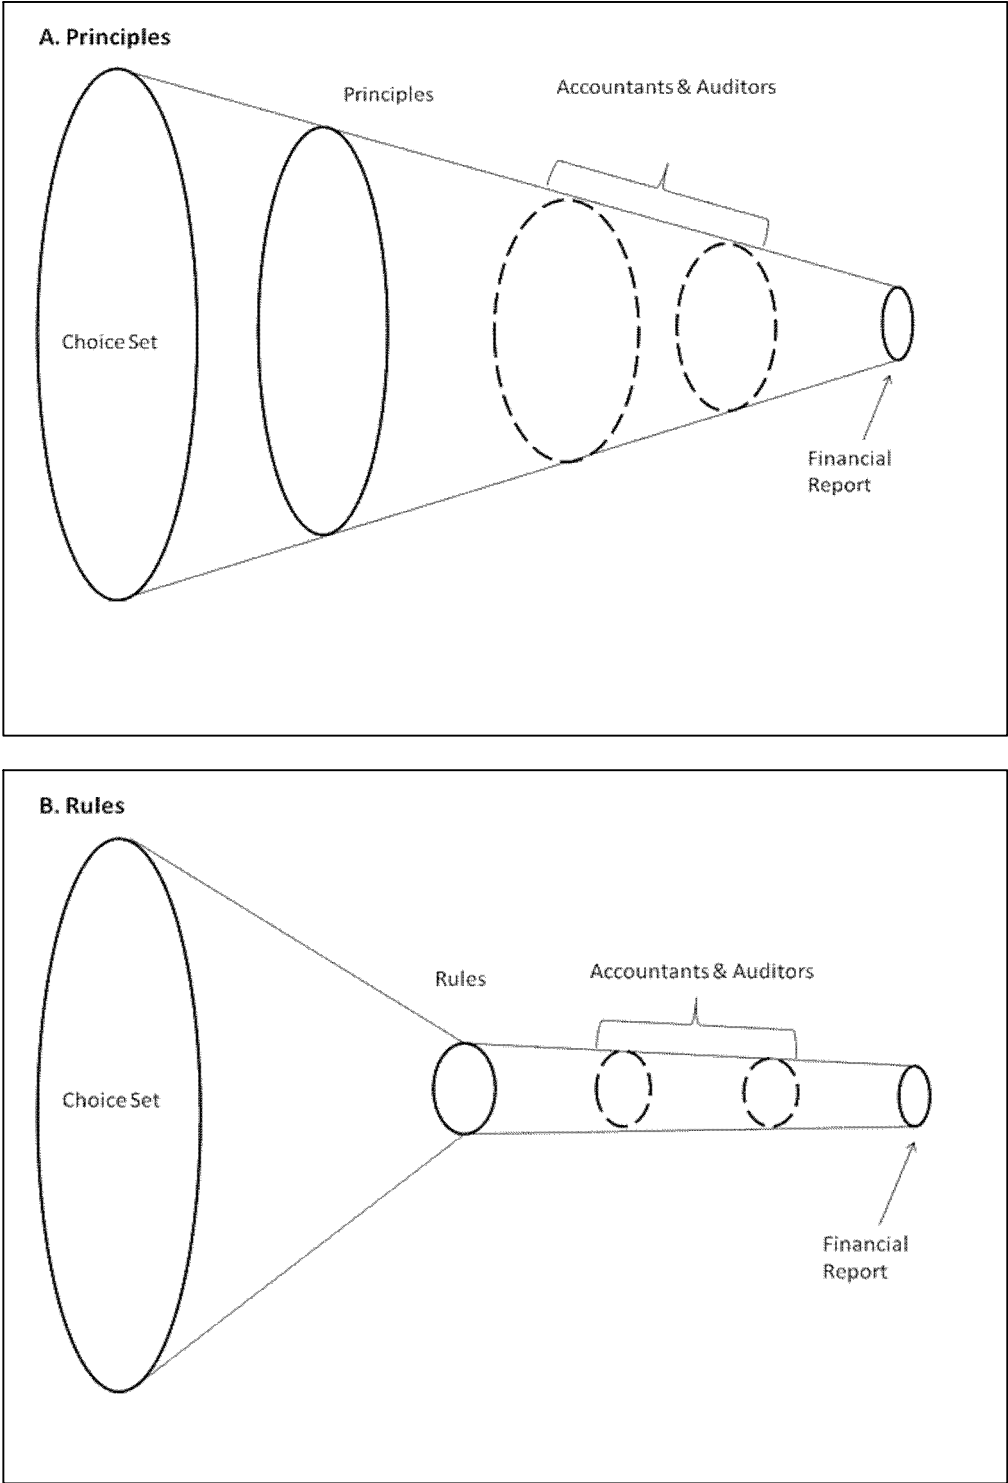 A. Principles
Principles
Accountants & Auditors
Choice Set
Financial
Report
B. Rules
Rules
Accountants & Auditors
Choice Set
Financial
Report